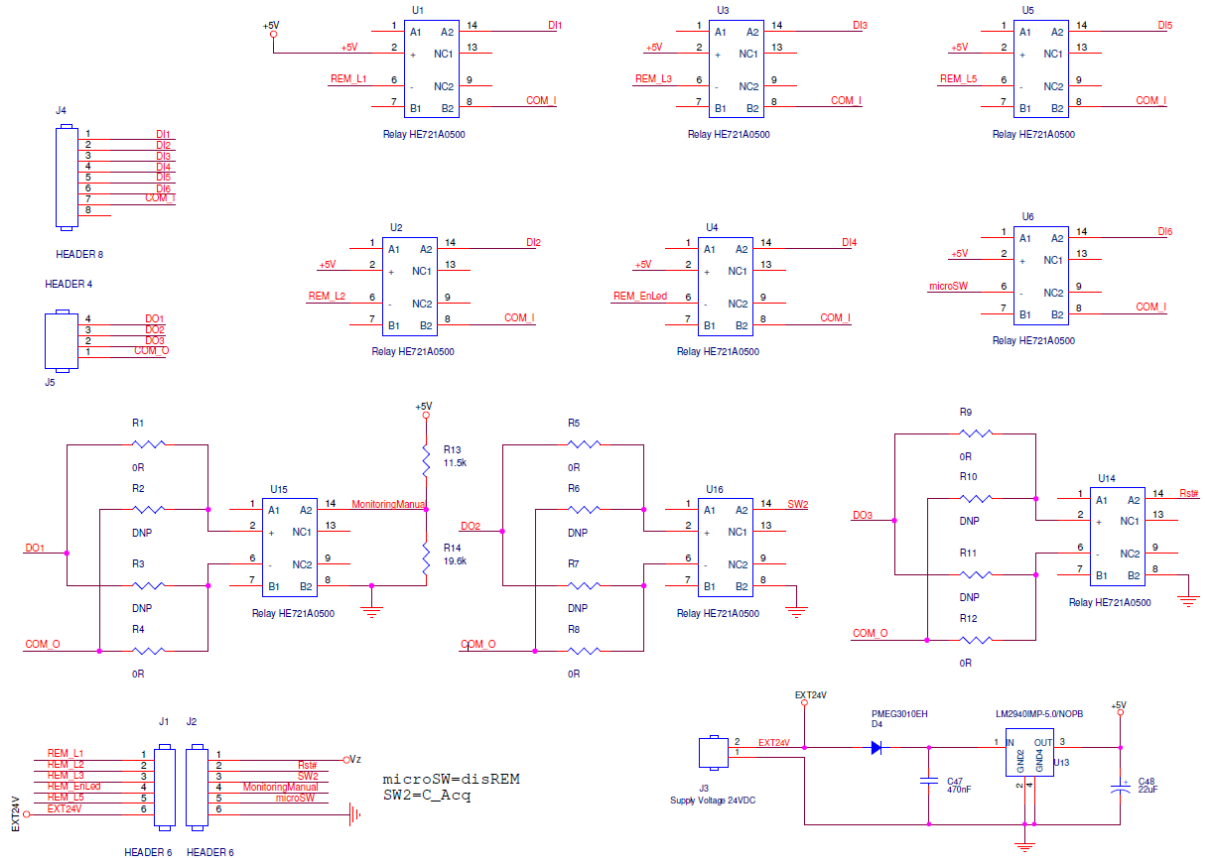 U1
+5V
1 A1 A2 14 DI1
+5V 2 + NC1 13
REM_L1 6 - NC2 9
7 B1 B2 8 COM_I
Relay HE721A0500
U3
1 A1 A2 14 DI3
+5V 2 + NC1 13
REM_L3 6 - NC2 9
7 B1 B2 8 COM_I
Relay HE721A0500
U5
1 A1 A2 14 DI5
+5V 2 + NC1 13
REM_L5 6 - NC2 9
7 B1 B2 8 COM_I
Relay HE721A0500
J4
1 DI1
2 DI2
3 DI3
4 DI4
5 DI5
6 DI6
7 COM_I
8
HEADER 8
U2
1 A1 A2 14 DI2
+5V 2 + NC1 13
REM_L2 6 - NC2 9
7 B1 B2 8 COM_I
Relay HE721A0500
U4
1 A1 A2 14 DI4
+5V 2 + NC1 13
REM_EnLed 6 - NC2 9
7 B1 B2 8 COM_I
Relay HE721A0500
U6
1 A1 A2 14 DI6
+5V 2 + NC1 13
microSW 6 - NC2 9
7 B1 B2 8 COM_I
Relay HE721A0500
HEADER 4
4 DO1
3 DO2
2 DO3
1 COM_O
J5
R1
0R
R2
DNP
DO1
R3
DNP
R4
COM_O
0R
U15
1 A1 A2 14 MonitoringManual
2 + NC1 13
6 - NC2 9
7 B1 B2 8
Relay HE721A0500
+5V
R13
11.5k
R14
19.6k
R5
0R
R6
DNP
DO2
R7
DNP
R8
COM_O
0R
U16
1 A1 A2 14 SW2
2 + NC1 13
6 - NC2 9
7 B1 B2 8
Relay HE721A0500
R9
0R
R10
DNP
DO3
R11
DNP
R12
COM_O
0R
U14
1 A1 A2 14 Rst#
2 + NC1 13
6 - NC2 9
7 B1 B2 8
Relay HE721A0500
J1
REM_L1 1
REM_L2 2
REM_L3 3
REM_EnLed 4
REM_L5 5
EXT24V 6
EXT24V
HEADER 6
J2
1 Vz
2 Rst#
3 SW2
4 MonitoringManual
5 microSW
6
HEADER 6
microSW=disREM
SW2=C_Acq
EXT24V
2 EXT24V
1
J3
Supply Voltage 24VDC
PMEG3010EH
D4
C47
470nF
LM2940IMP-5.0/NOPB
1 IN OUT 3
GND2 GND4
U13
2 4
+5V
+
C48
22uF